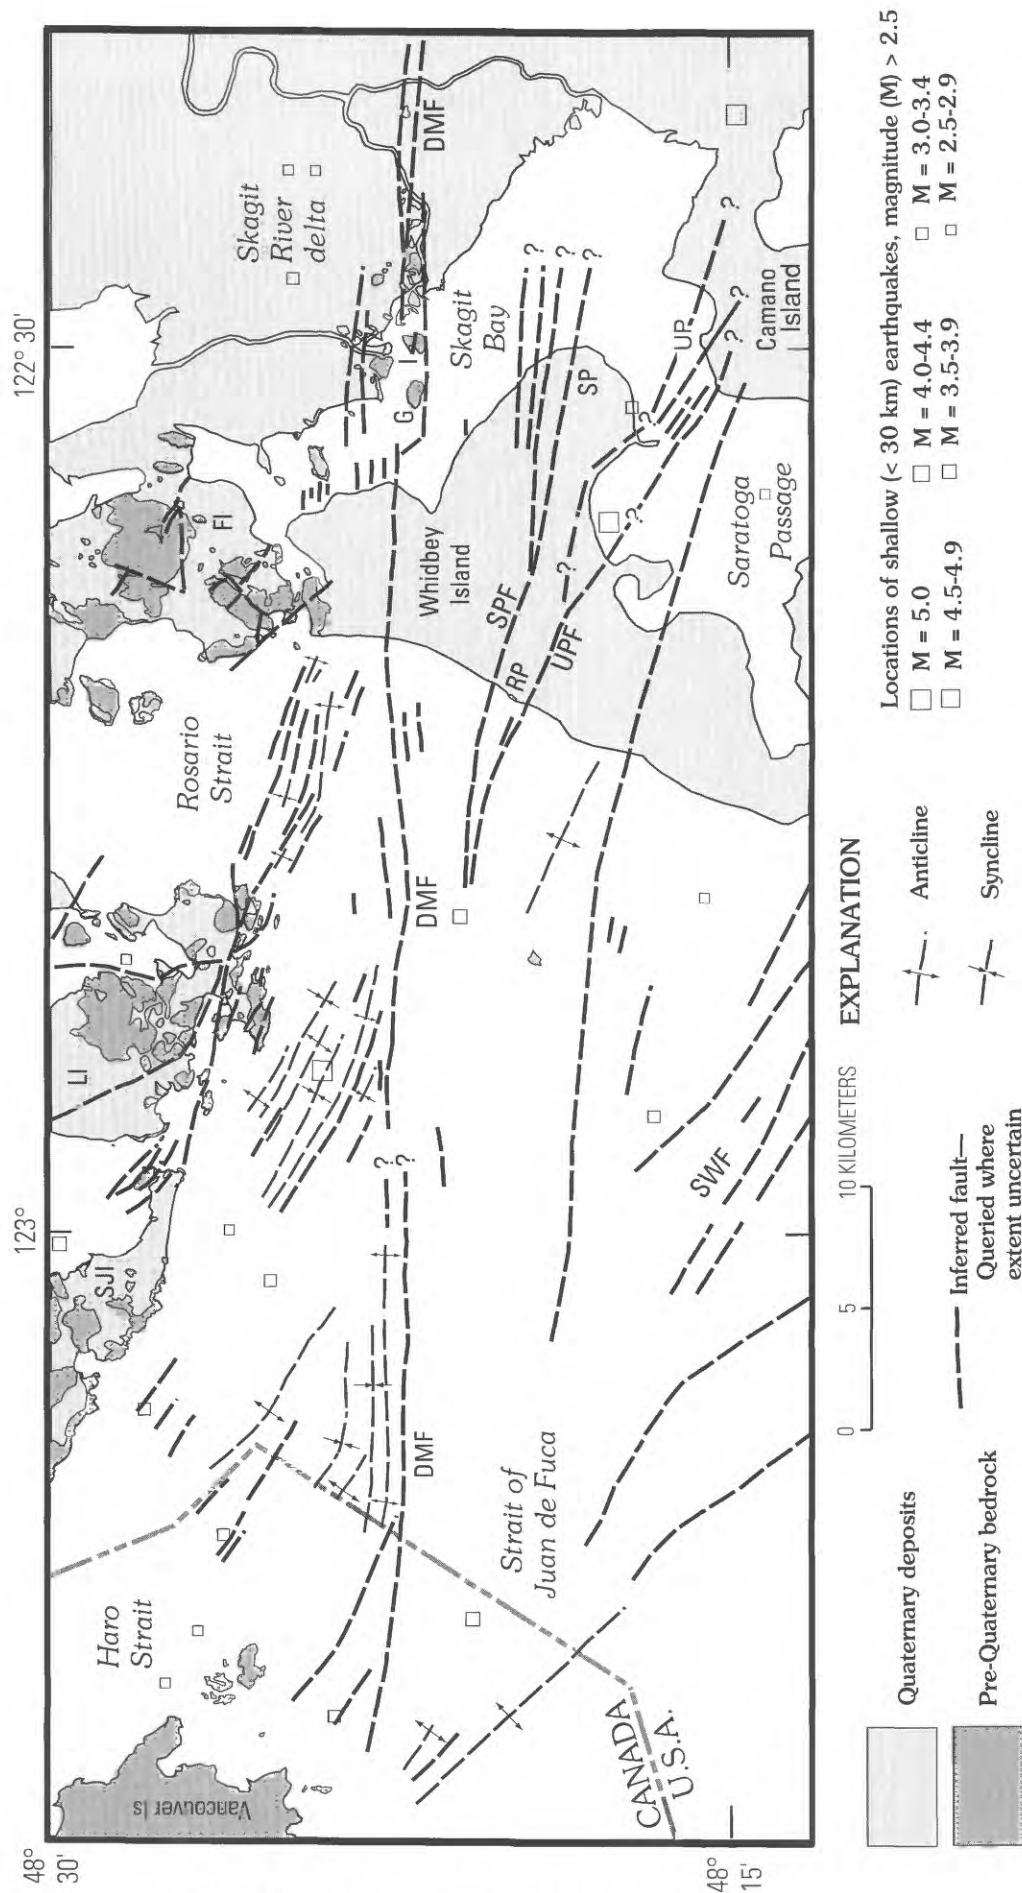 122° 30'
123°
48°
30'
48°
15'
Skagit
River
delta
DMF
Skagit
Bay
I
G
FI
Whidbey
Island
SP
UP
Camano
Island
Saratoga
Passage
SPF
RP
UPF
Rosario
Strait
DMF
LI
SJI
SWF
DMF
Strait of
Juan de Fuca
Haro
Strait
Vancouver Is
CANADA
U.S.A.
?
?
?
?
?
?
?
?
?
?
?
?
?
EXPLANATION
Quaternary deposits
Pre-Quaternary bedrock
0 5 10 KILOMETERS
Inferred fault—
Queried where
extent uncertain
Anticline
Syncline
Locations of shallow (< 30 km) earthquakes, magnitude (M) > 2.5
M = 5.0
M = 4.5-4.9
M = 4.0-4.4
M = 3.5-3.9
M = 3.0-3.4
M = 2.5-2.9